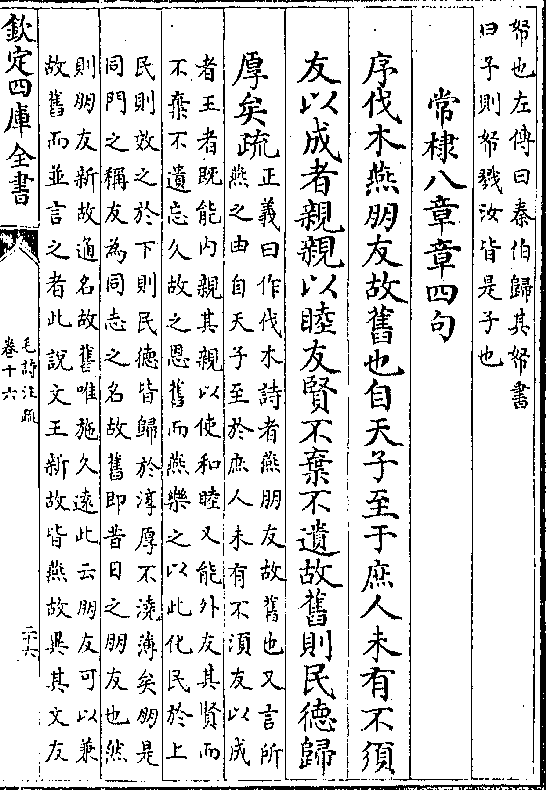 帑也左傳曰秦伯歸其帑書
曰予則帑戮汝皆是子也
常棣八章章四句
序伐木燕朋友故舊也自天子至于庶人未有不須
友以成者親親以睦友賢不棄不遺故舊則民德歸
厚矣疏
正義曰作伐木詩者燕朋友故舊也又言所
燕之由自天子至於庶人未有不須友以成
者王者既能内親其親以使和睦又能外友其賢而
不棄不遺忘久故之恩舊而燕樂之以此化民於上
民則效之於下則民德皆歸於淳厚不澆薄矣朋是
同門之稱友為同志之名故舊即昔日之朋友也然
則朋友新故通名故舊唯施久遠此云朋友可以兼
故舊而並言之者此說文王新故皆燕故異其文友
欽定四庫全書
毛詩注疏
卷十六
二十六